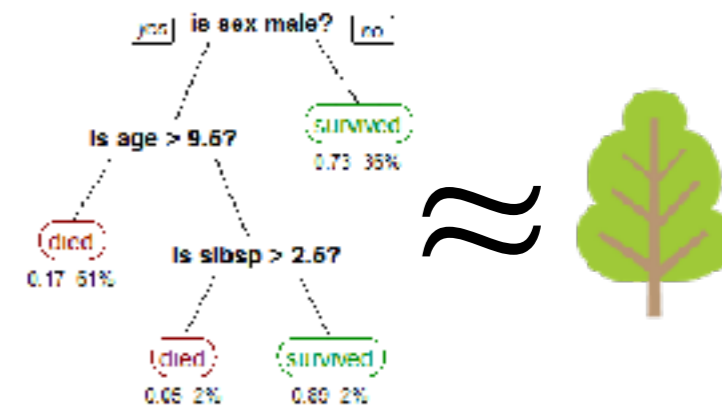 yes is sex male? no
Is age > 9.5?
survived
0.73 36%
died
0.17 61%
Is sibsp > 2.5?
died survived
0.05 2% 0.89 2%